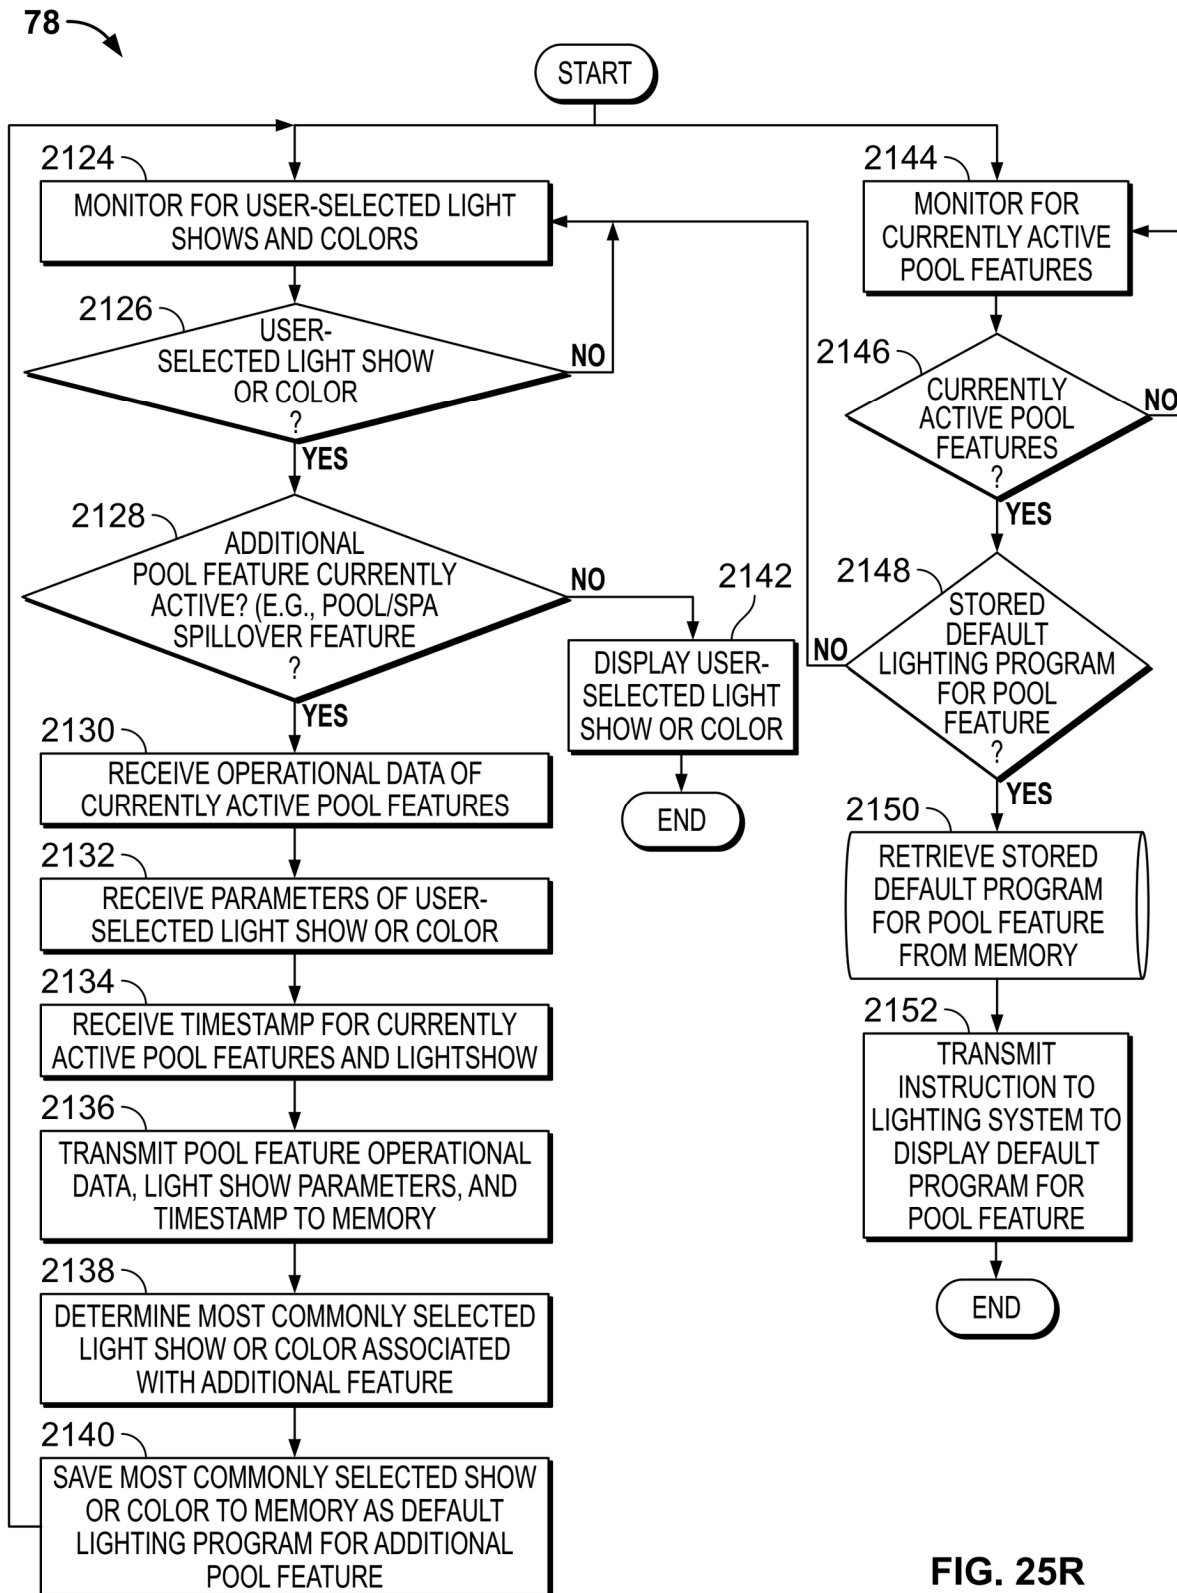 78
START
2124
MONITOR FOR USER-SELECTED LIGHT
SHOWS AND COLORS
2126
USER-
SELECTED LIGHT SHOW
OR COLOR
?
NO
YES
2128
ADDITIONAL
POOL FEATURE CURRENTLY
ACTIVE? (E.G., POOL/SPA
SPILLOVER FEATURE
?
NO
YES
2142
DISPLAY USER-
SELECTED LIGHT
SHOW OR COLOR
END
2130
RECEIVE OPERATIONAL DATA OF
CURRENTLY ACTIVE POOL FEATURES
2132
RECEIVE PARAMETERS OF USER-
SELECTED LIGHT SHOW OR COLOR
2134
RECEIVE TIMESTAMP FOR CURRENTLY
ACTIVE POOL FEATURES AND LIGHTSHOW
2136
TRANSMIT POOL FEATURE OPERATIONAL
DATA, LIGHT SHOW PARAMETERS, AND
TIMESTAMP TO MEMORY
2138
DETERMINE MOST COMMONLY SELECTED
LIGHT SHOW OR COLOR ASSOCIATED
WITH ADDITIONAL FEATURE
2140
SAVE MOST COMMONLY SELECTED SHOW
OR COLOR TO MEMORY AS DEFAULT
LIGHTING PROGRAM FOR ADDITIONAL
POOL FEATURE
2144
MONITOR FOR
CURRENTLY ACTIVE
POOL FEATURES
2146
CURRENTLY
ACTIVE POOL
FEATURES
?
NO
YES
2148
STORED
DEFAULT
LIGHTING PROGRAM
FOR POOL
FEATURE
?
NO
YES
2150
RETRIEVE STORED
DEFAULT PROGRAM
FOR POOL FEATURE
FROM MEMORY
2152
TRANSMIT
INSTRUCTION TO
LIGHTING SYSTEM TO
DISPLAY DEFAULT
PROGRAM FOR
POOL FEATURE
END
FIG. 25R